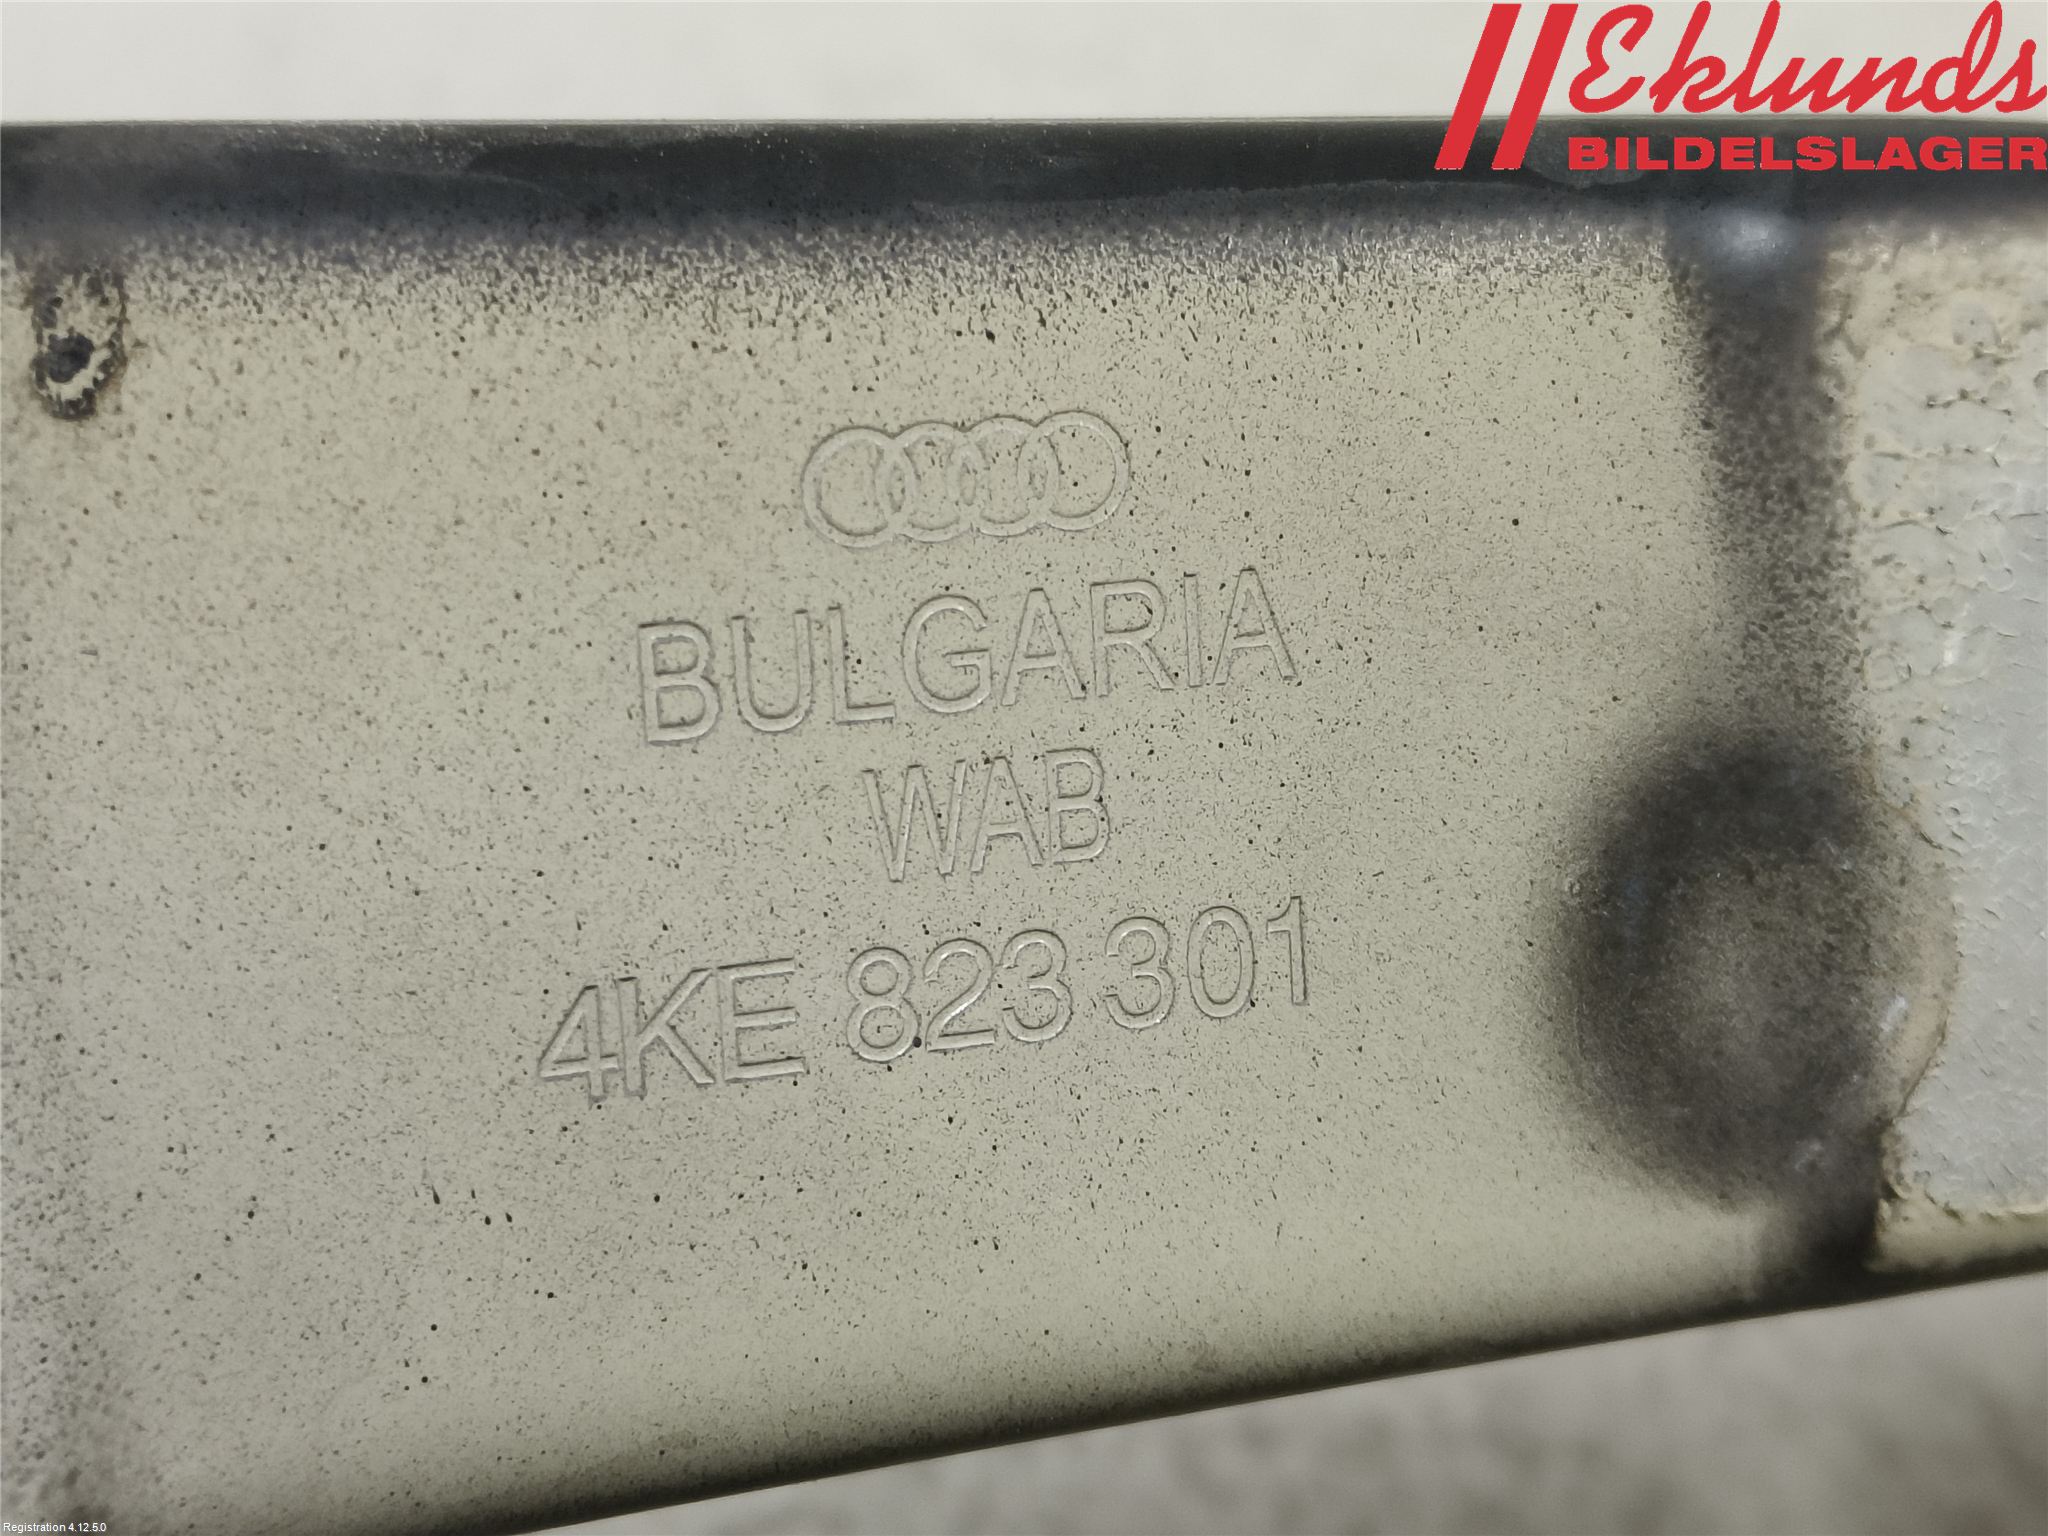 Eklunds
BILDELSLAGER
BULGARIA
WAB
4KE 823 301
Registration 4.12.5.0